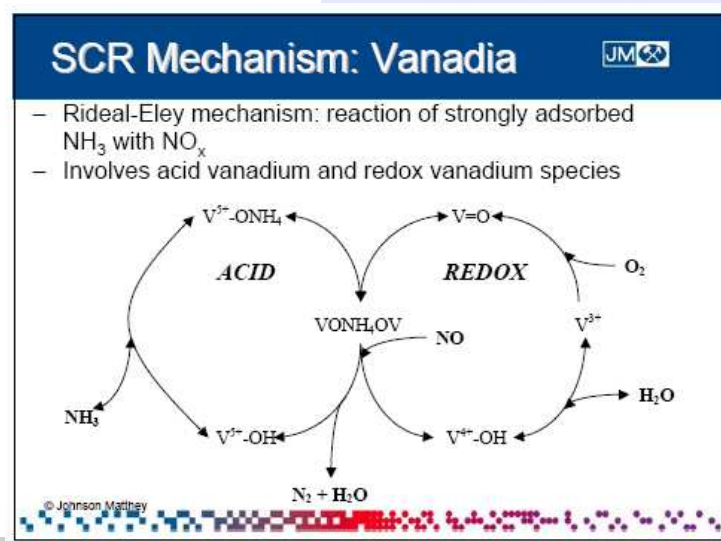 SCR Mechanism: Vanadia
JM
– Rideal-Eley mechanism: reaction of strongly adsorbed
NH₃ with NOₓ
– Involves acid vanadium and redox vanadium species
V⁵⁺-ONH₄
V=O
ACID
REDOX
O₂
VONH₄OV
NO
V³⁺
NH₃
H₂O
V⁵⁺-OH
V⁴⁺-OH
N₂ + H₂O
© Johnson Matthey